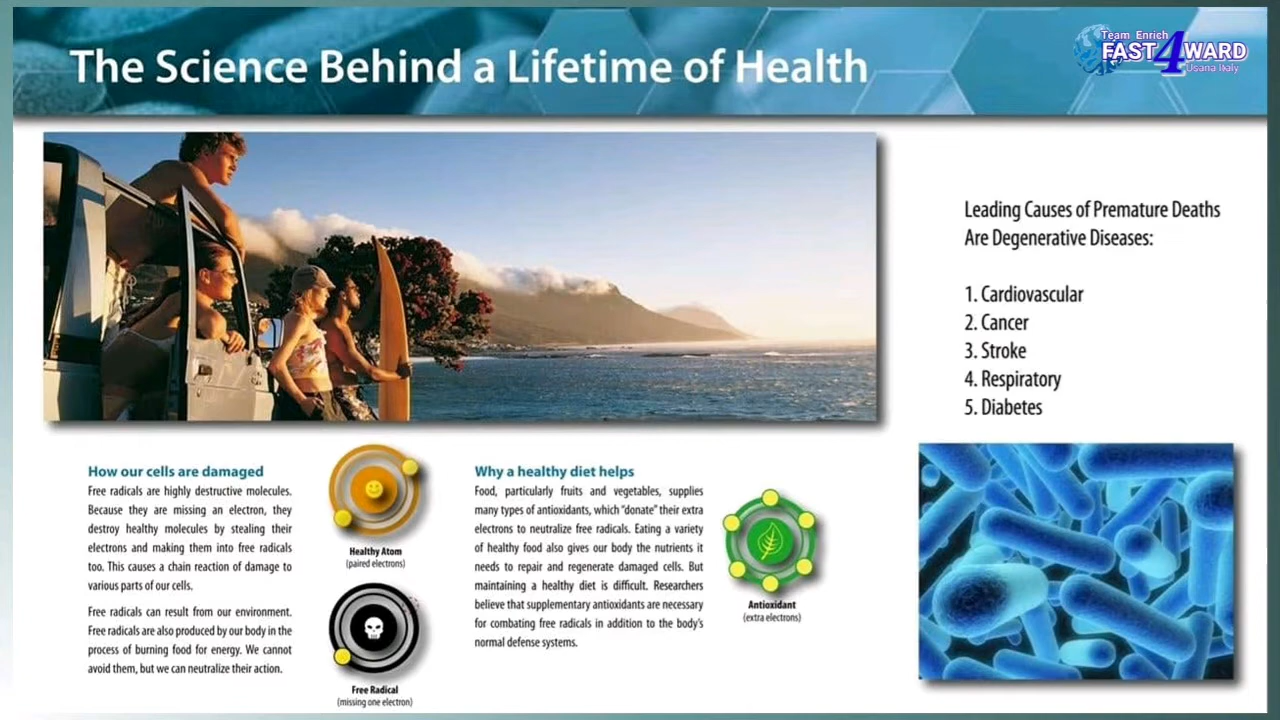 The Science Behind a Lifetime of Health
Team Enrich
FAST4WARD
Usana Italy
Leading Causes of Premature Deaths
Are Degenerative Diseases:
1. Cardiovascular
2. Cancer
3. Stroke
4. Respiratory
5. Diabetes
How our cells are damaged
Free radicals are highly destructive molecules.
Because they are missing an electron, they
destroy healthy molecules by stealing their
electrons and making them into free radicals
too. This causes a chain reaction of damage to
various parts of our cells.
Free radicals can result from our environment.
Free radicals are also produced by our body in the
process of burning food for energy. We cannot
avoid them, but we can neutralize their action.
Healthy Atom
(paired electrons)
Free Radical
(missing one electron)
Why a healthy diet helps
Food, particularly fruits and vegetables, supplies
many types of antioxidants, which “donate” their extra
electrons to neutralize free radicals. Eating a variety
of healthy food also gives our body the nutrients it
needs to repair and regenerate damaged cells. But
maintaining a healthy diet is difficult. Researchers
believe that supplementary antioxidants are necessary
for combating free radicals in addition to the body’s
normal defense systems.
Antioxidant
(extra electrons)